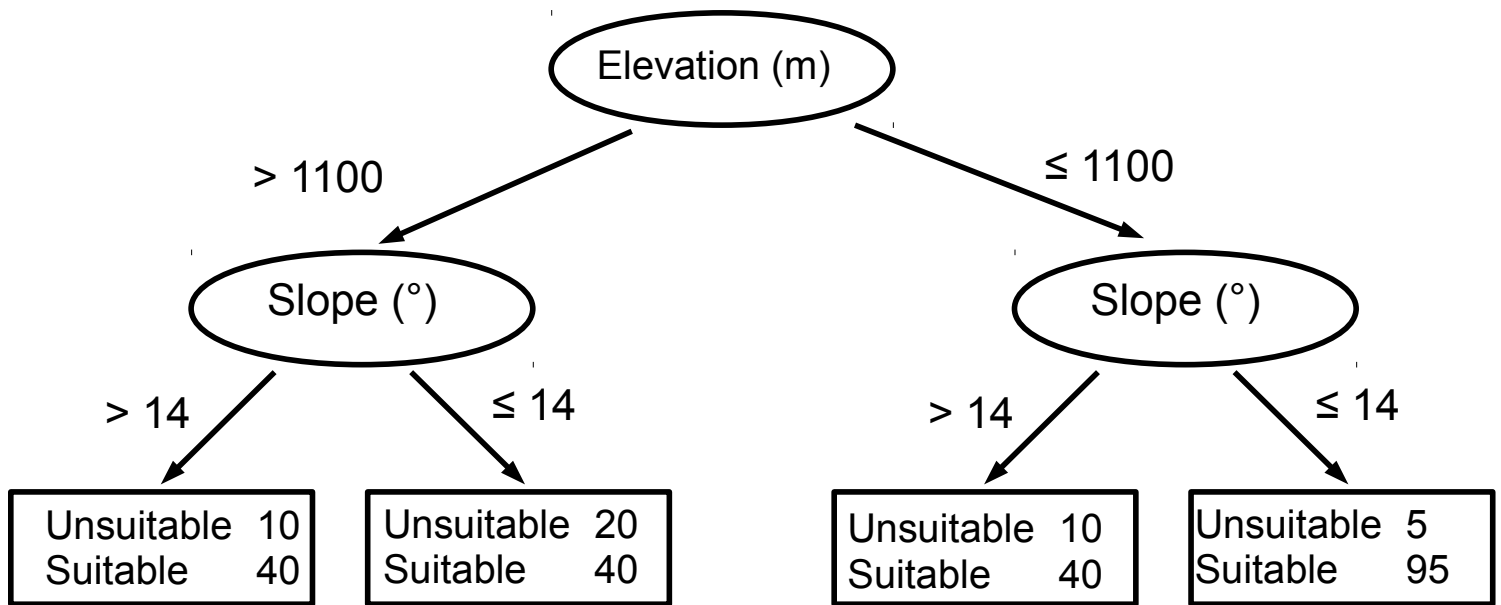 Elevation (m)
> 1100
≤ 1100
Slope (°)
Slope (°)
> 14
≤ 14
> 14
≤ 14
Unsuitable 10
Suitable 40
Unsuitable 20
Suitable 40
Unsuitable 10
Suitable 40
Unsuitable 5
Suitable 95